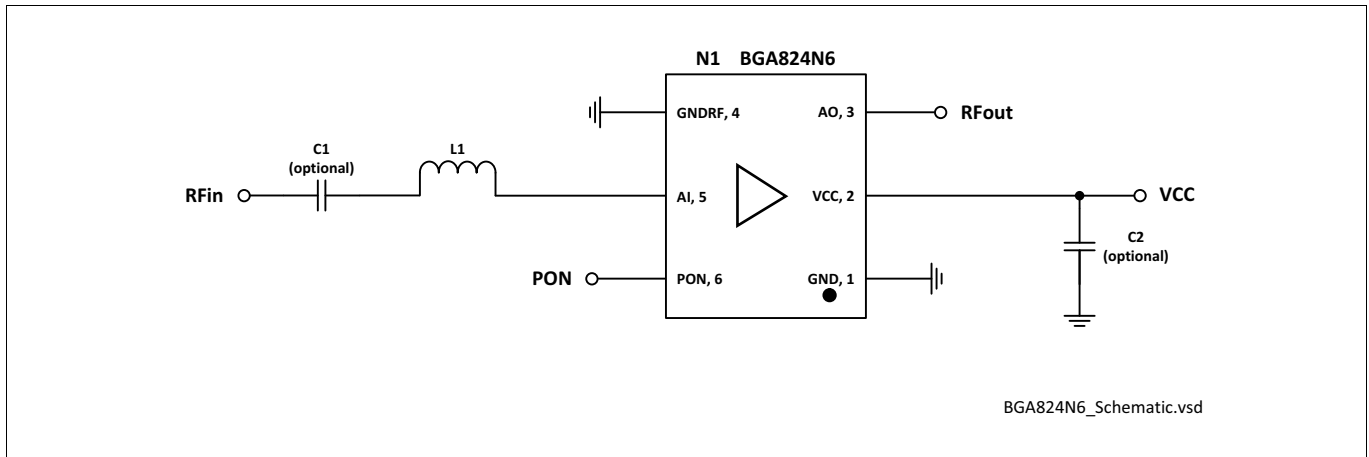 N1 BGA824N6
GNDRF, 4
AO, 3
RFout
C1
(optional)
L1
RFin
AI, 5
VCC, 2
VCC
C2
(optional)
PON
PON, 6
GND, 1
BGA824N6_Schematic.vsd